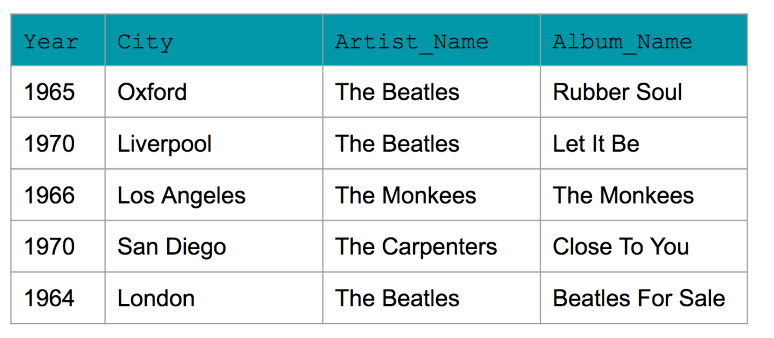 Year City Artist_Name Album_Name
1965 Oxford The Beatles Rubber Soul
1970 Liverpool The Beatles Let It Be
1966 Los Angeles The Monkees The Monkees
1970 San Diego The Carpenters Close To You
1964 London The Beatles Beatles For Sale